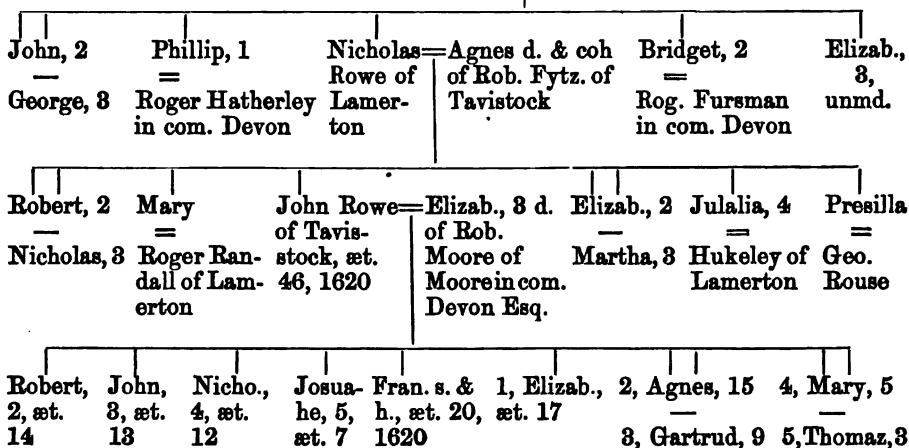 John, 2 Phillip, 1 Nicholas=Agnes d. & coh Bridget, 2 Elizab.,
— = Rowe of of Rob. Fytz. of = 3,
George, 3 Roger Hatherley Lamer- Tavistock Rog. Fursman unmd.
in com. Devon ton in com. Devon
Robert, 2 Mary John Rowe=Elizab., 3 d. Elizab., 2 Julalia, 4 Presilla
— = of Tavis- of Rob. — = =
Nicholas, 3 Roger Ran- stock, æt. Moore of Martha, 3 Hukeley of Geo.
dall of Lam- 46, 1620 Moore in com. Lamerton Rouse
erton Devon Esq.
Robert, John, Nicho., Josua- Fran. s. & 1, Elizab., 2, Agnes, 15 4, Mary, 5
2, æt. 3, æt. 4, æt. he, 5, h., æt. 20, æt. 17 — —
14 13 12 æt. 7 1620 3, Gartrud, 9 5, Thomaz, 3